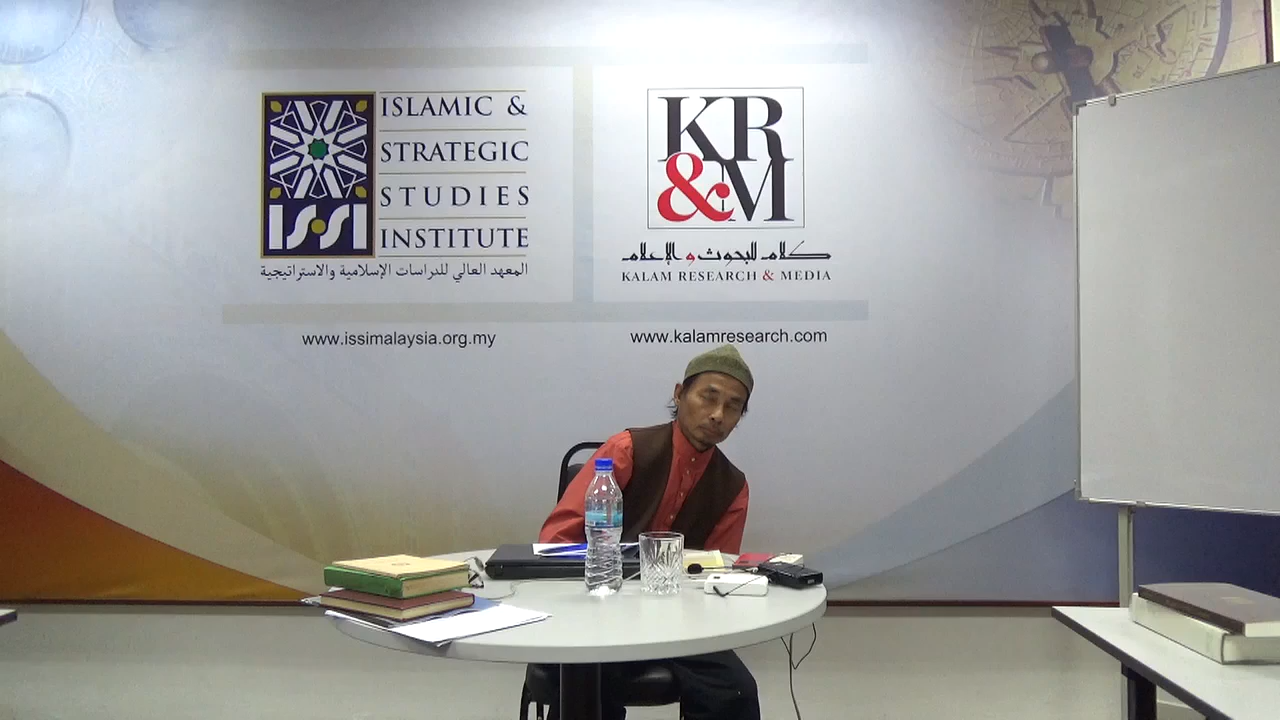 ISLAMIC &
STRATEGIC
STUDIES
INSTITUTE
ISSI
المعهد العالي للدراسات الإسلامية والاستراتيجية
www.issimalaysia.org.my
KR
&M
كلام للبحوث والإعلام
KALAM RESEARCH & MEDIA
www.kalamresearch.com